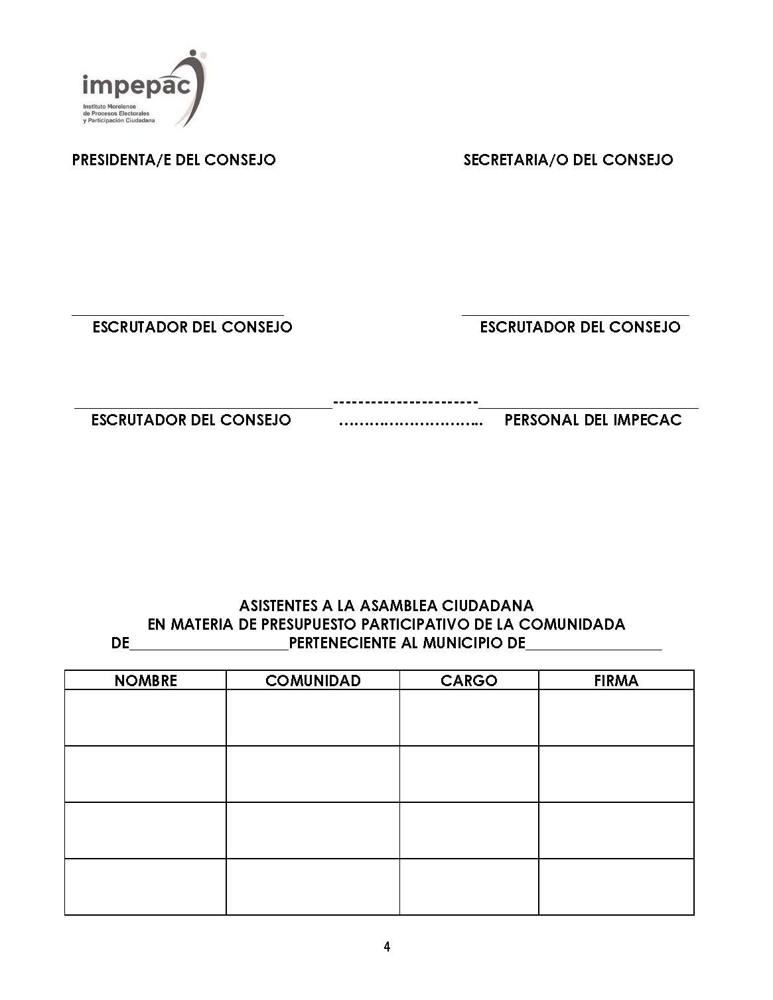 impepac
Instituto Morelense
de Procesos Electorales
y Participación Ciudadana
PRESIDENTA/E DEL CONSEJO SECRETARIA/O DEL CONSEJO
ESCRUTADOR DEL CONSEJO ESCRUTADOR DEL CONSEJO
-----------------------
ESCRUTADOR DEL CONSEJO ……………………….. PERSONAL DEL IMPECAC
ASISTENTES A LA ASAMBLEA CIUDADANA
EN MATERIA DE PRESUPUESTO PARTICIPATIVO DE LA COMUNIDADA
DE____________________PERTENECIENTE AL MUNICIPIO DE_________________
NOMBRE COMUNIDAD CARGO FIRMA
4